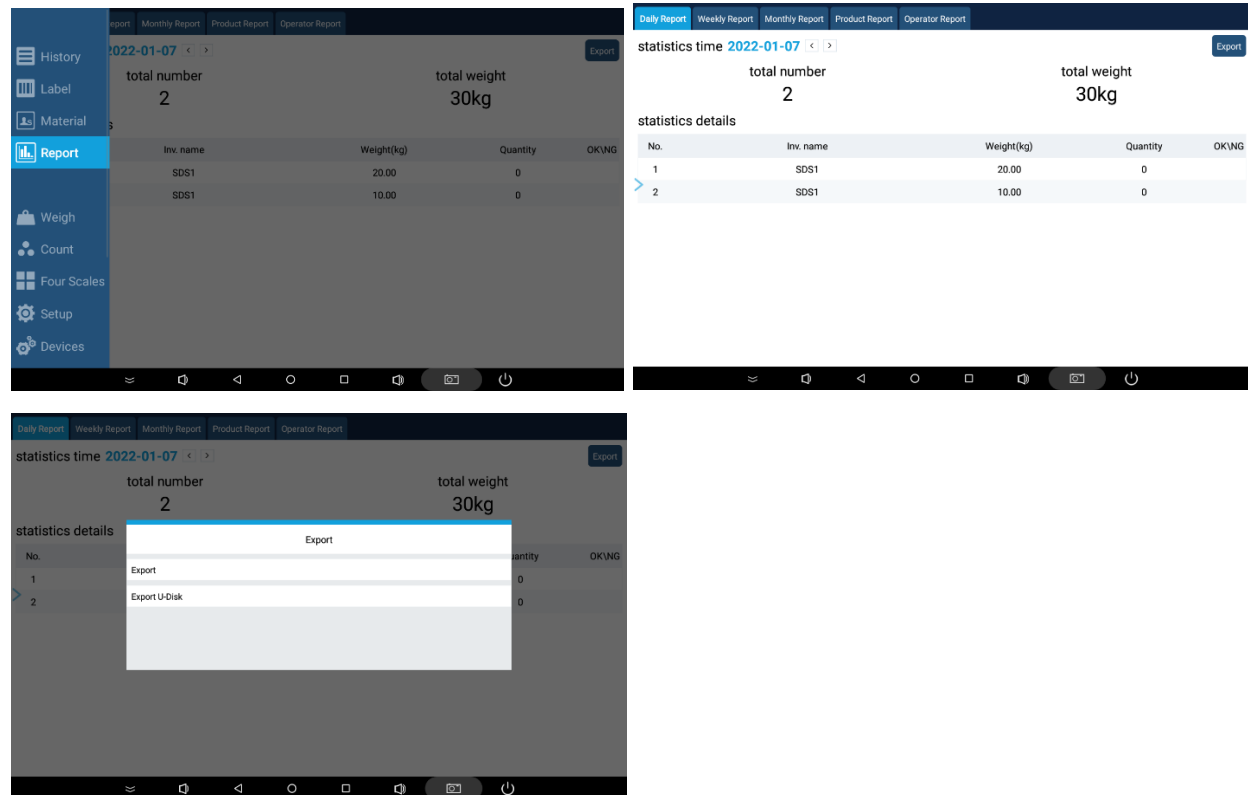 eport Monthly Report Product Report Operator Report
History
2022-01-07 < >
Export
total number total weight
2 30kg
Label
Material
s
Report
Inv. name Weight(kg) Quantity OK\NG
SDS1 20.00 0
SDS1 10.00 0
Weigh
Count
Four Scales
Setup
Devices
Daily Report Weekly Report Monthly Report Product Report Operator Report
statistics time 2022-01-07 < >
Export
total number total weight
2 30kg
statistics details
No. Inv. name Weight(kg) Quantity OK\NG
1 SDS1 20.00 0
2 SDS1 10.00 0
Daily Report Weekly Report Monthly Report Product Report Operator Report
statistics time 2022-01-07 < >
Export
total number total weight
2 30kg
statistics details
Export
No. uantity OK\NG
Export
1 0
Export U-Disk
2 0